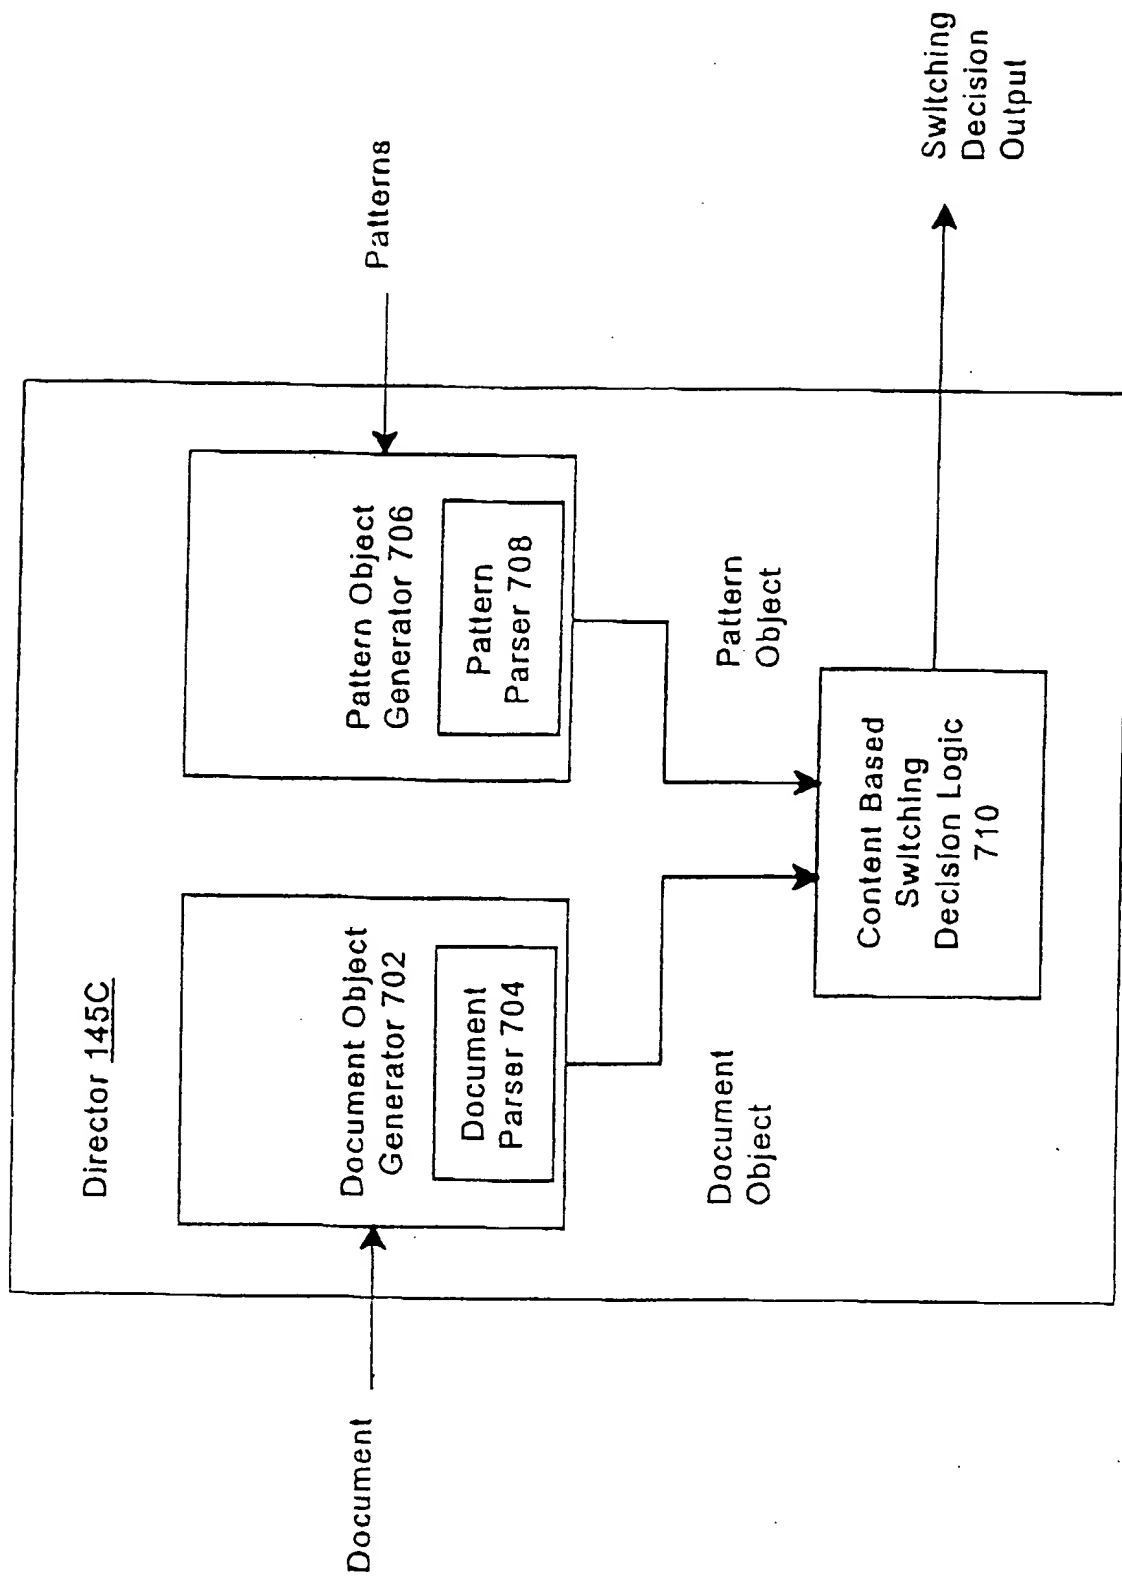 Director 145C
Document
Document Object
Generator 702
Document
Parser 704
Pattern Object
Generator 706
Pattern
Parser 708
Patterns
Document
Object
Pattern
Object
Content Based
Switching
Decision Logic
710
Switching
Decision
Output